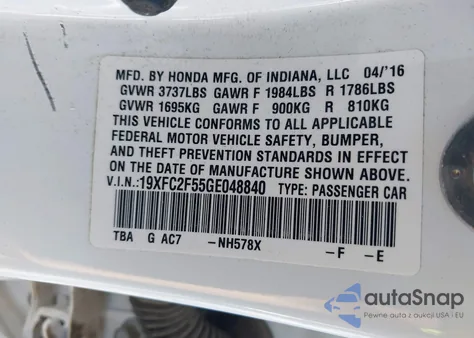 MFD. BY HONDA MFG. OF INDIANA, LLC 04/'16
GVWR 3737LBS GAWR F 1984LBS R 1786LBS
GVWR 1695KG GAWR F 900KG R 810KG
THIS VEHICLE CONFORMS TO ALL APPLICABLE
FEDERAL MOTOR VEHICLE SAFETY, BUMPER,
AND THEFT PREVENTION STANDARDS IN EFFECT
ON THE DATE OF MANUFACTURE SHOWN ABOVE.
V.I.N.:19XFC2F55GE048840 TYPE: PASSENGER CAR
TBA G AC7 -NH578X -F -E
autoSnap
Pewne auta z aukcji USA i EU